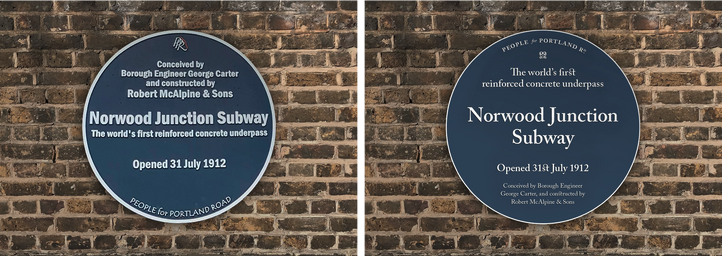 Conceived by
Borough Engineer George Carter
and constructed by
Robert McAlpine & Sons
Norwood Junction Subway
The world's first reinforced concrete underpass
Opened 31 July 1912
PEOPLE for PORTLAND ROAD
PEOPLE for PORTLAND RD
The world's first
reinforced concrete underpass
Norwood Junction
Subway
Opened 31st July 1912
Conceived by Borough Engineer
George Carter, and constructed by
Robert McAlpine & Sons